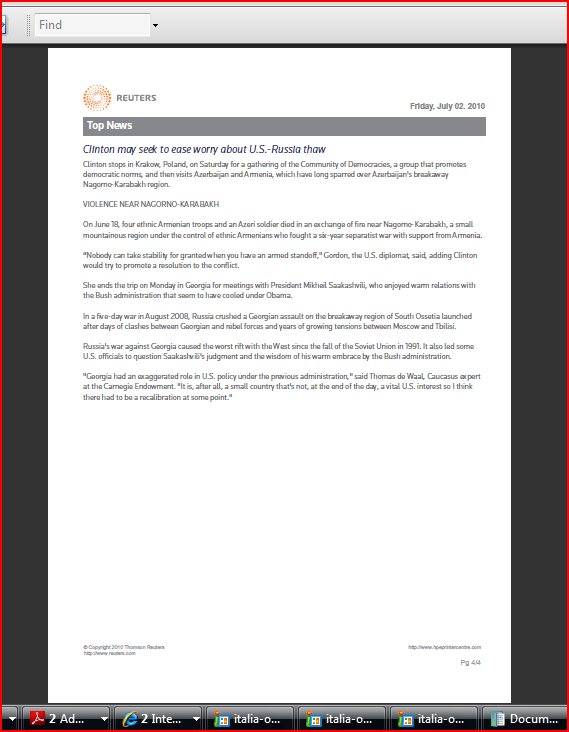 Find
REUTERS
Friday, July 02. 2010
Top News
Clinton may seek to ease worry about U.S.-Russia thaw
Clinton stops in Krakow, Poland, on Saturday for a gathering of the Community of Democracies, a group that promotes
democratic norms, and then visits Azerbaijan and Armenia, which have long sparred over Azerbaijan's breakaway
Nagorno-Karabakh region.
VIOLENCE NEAR NAGORNO-KARABAKH
On June 18, four ethnic Armenian troops and an Azeri soldier died in an exchange of fire near Nagorno-Karabakh, a small
mountainous region under the control of ethnic Armenians who fought a six-year separatist war with support from Armenia.
"Nobody can take stability for granted when you have an armed standoff," Gordon, the U.S. diplomat, said, adding Clinton
would try to promote a resolution to the conflict.
She ends the trip on Monday in Georgia for meetings with President Mikheil Saakashvili, who enjoyed warm relations with
the Bush administration that seem to have cooled under Obama.
In a five-day war in August 2008, Russia crushed a Georgian assault on the breakaway region of South Ossetia launched
after days of clashes between Georgian and rebel forces and years of growing tensions between Moscow and Tbilisi.
Russia's war against Georgia caused the worst rift with the West since the fall of the Soviet Union in 1991. It also led some
U.S. officials to question Saakashvili's judgment and the wisdom of his warm embrace by the Bush administration.
"Georgia had an exaggerated role in U.S. policy under the previous administration," said Thomas de Waal, Caucasus expert
at the Carnegie Endowment. "It is, after all, a small country that's not, at the end of the day, a vital U.S. interest so I think
there had to be a recalibration at some point."
© Copyright 2010 Thomson Reuters
http://www.reuters.com
http://www.hpeprintercentre.com
Pg 4/4
2 Ad...
2 Inte...
italia-o...
italia-o...
italia-o...
Docum...